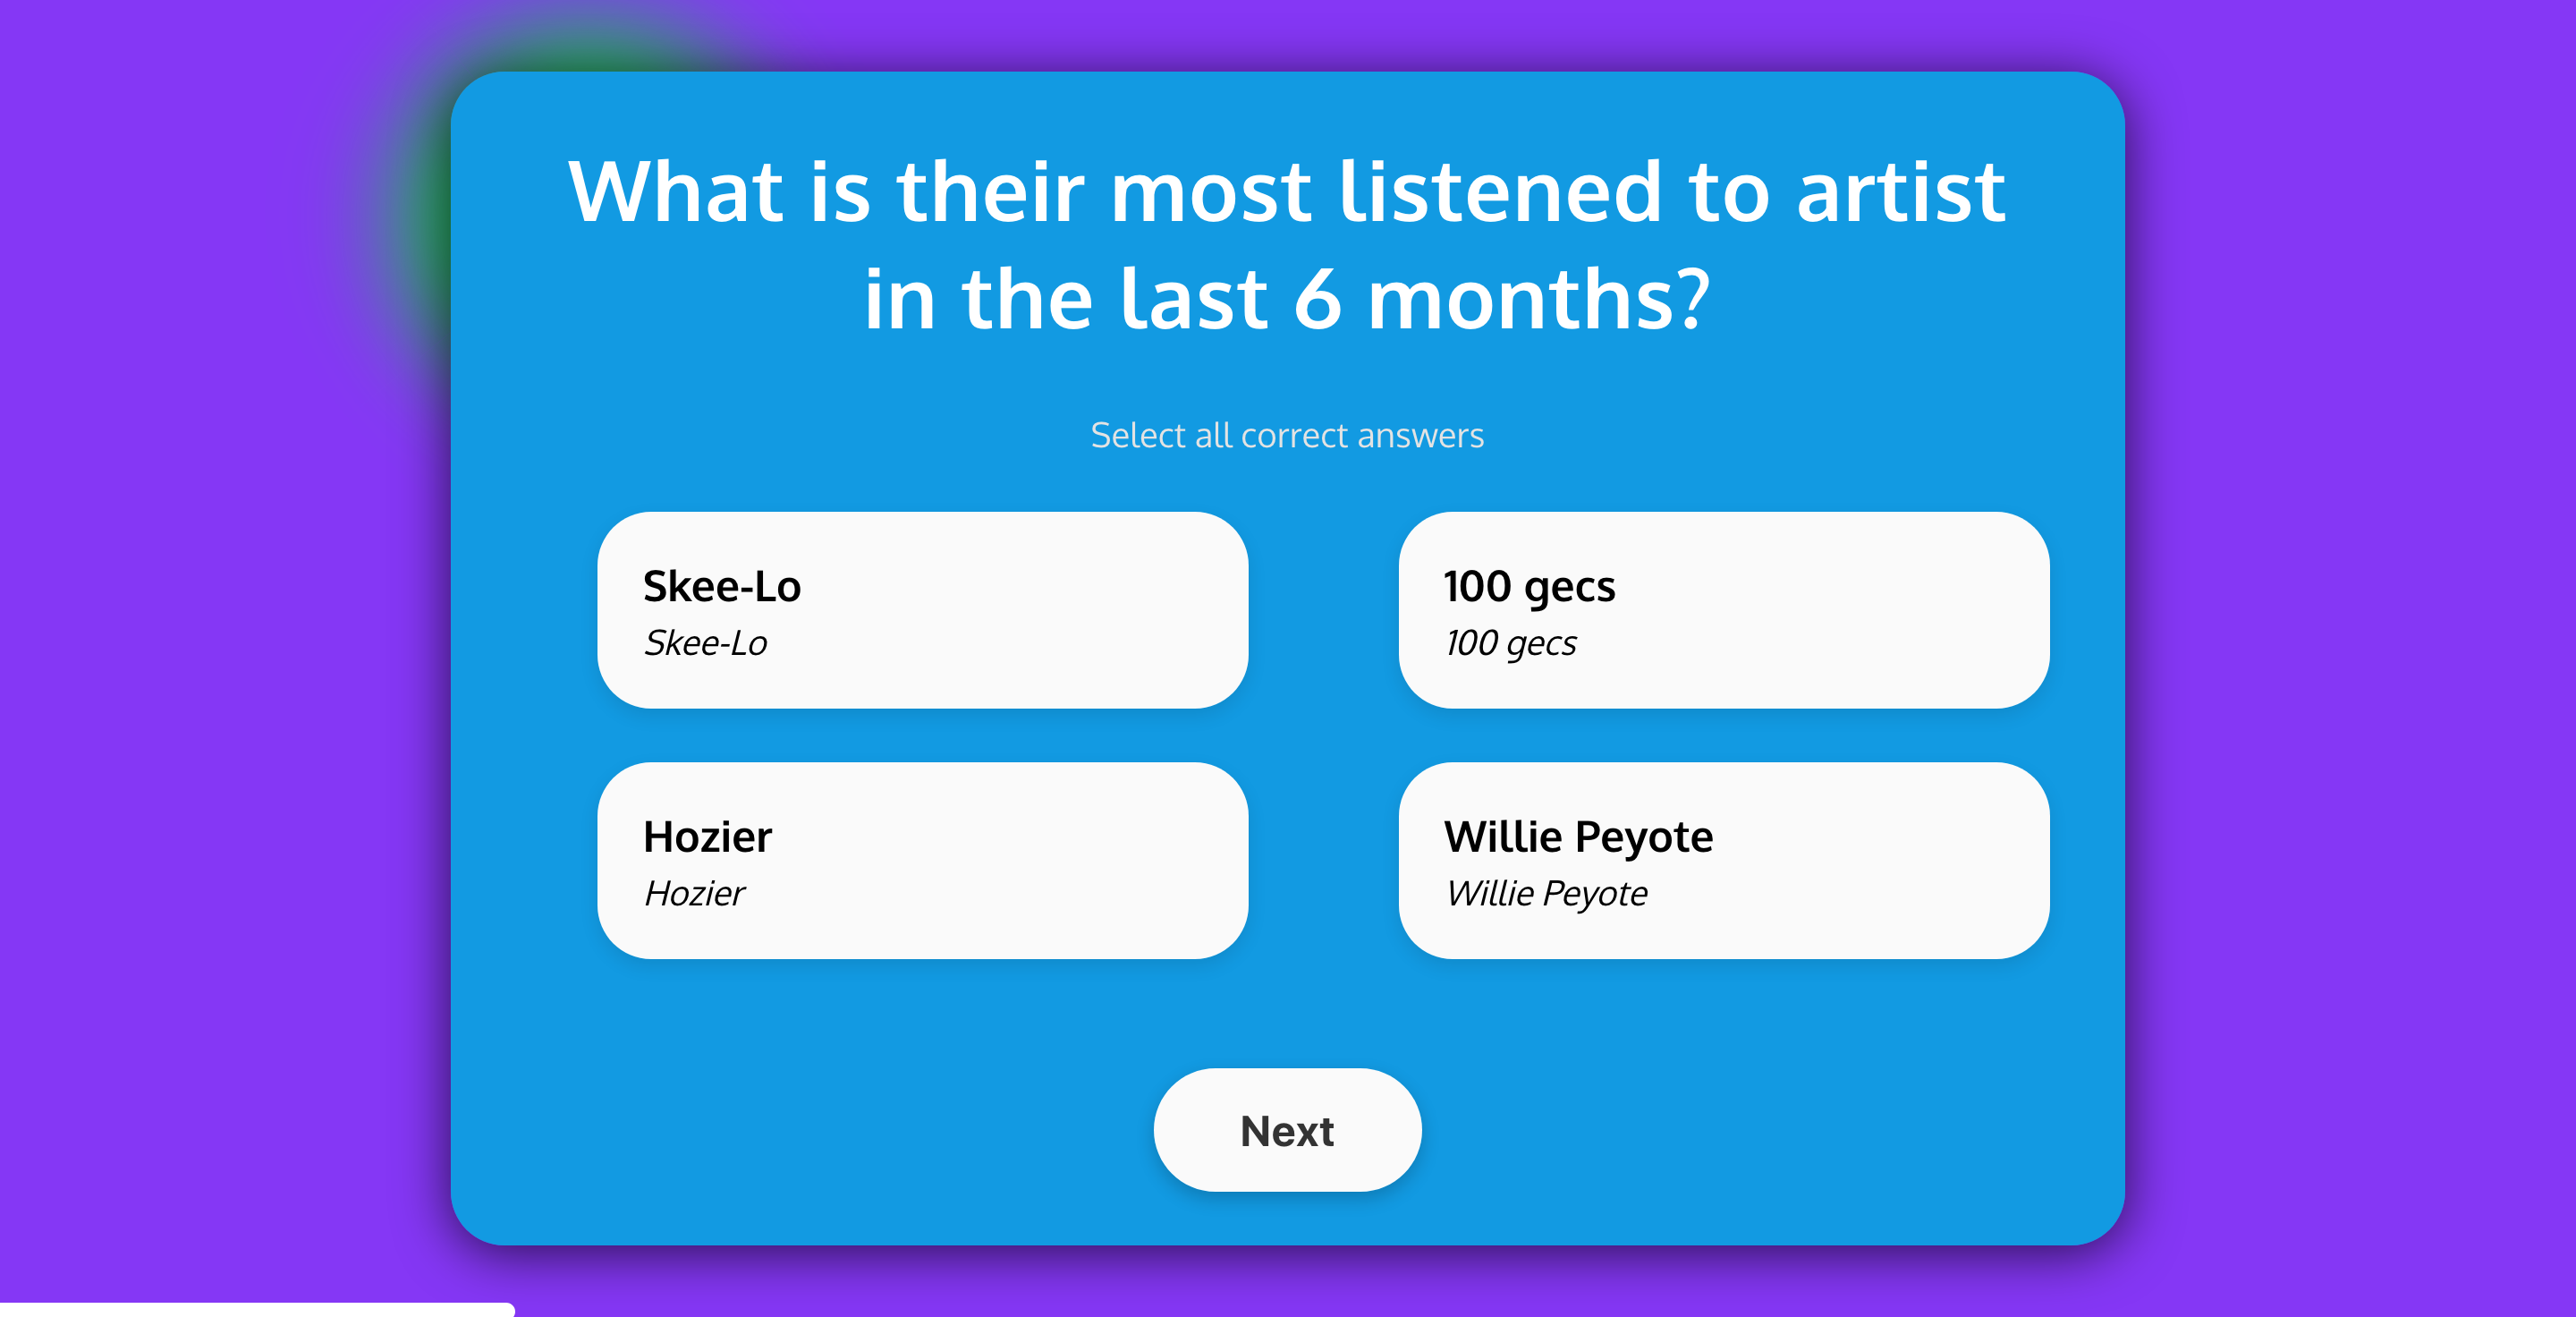 What is their most listened to artist
in the last 6 months?
Select all correct answers
Skee-Lo
Skee-Lo
100 gecs
100 gecs
Hozier
Hozier
Willie Peyote
Willie Peyote
Next